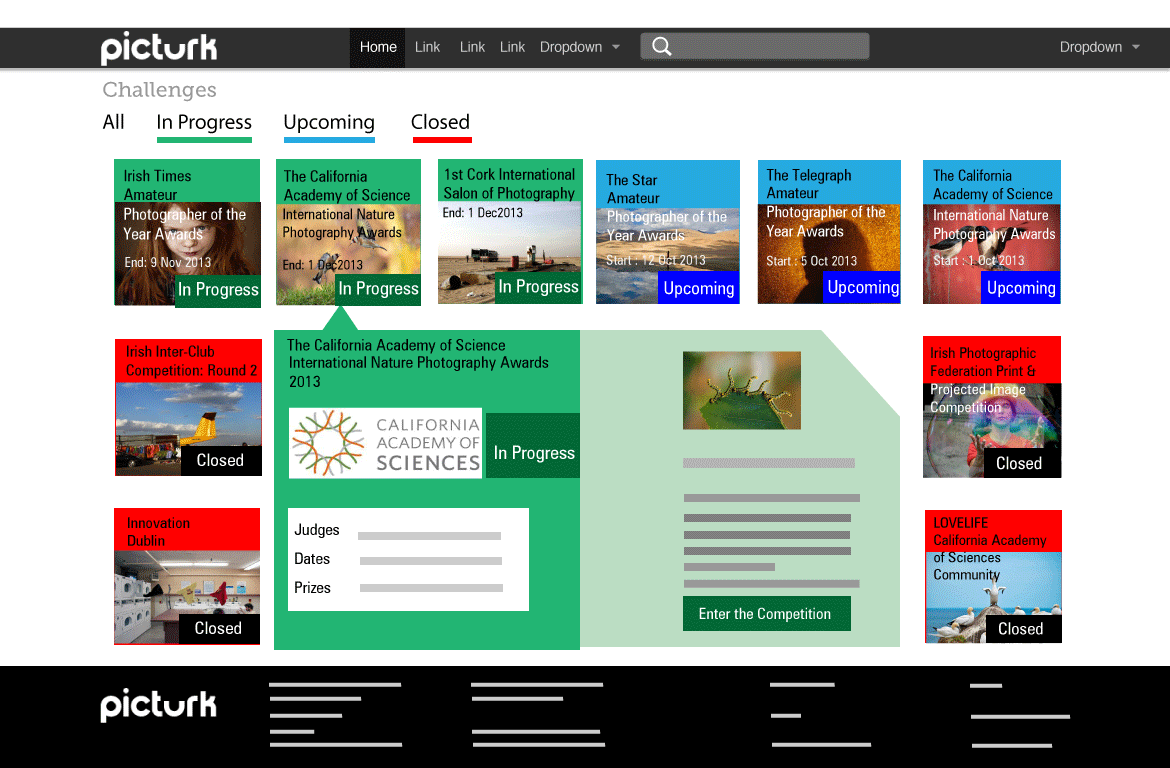 picturk
Home Link Link Link Dropdown Dropdown
Challenges
All In Progress Upcoming Closed
Irish Times
Amateur
Photographer of the
Year Awards
End: 9 Nov 2013
In Progress
The California
Academy of Science
International Nature
Photography Awards
End: 1 Dec2013
In Progress
1st Cork International
Salon of Photography
End: 1 Dec2013
In Progress
The Star
Amateur
Photographer of the
Year Awards
Start : 12 Oct 2013
Upcoming
The Telegraph
Amateur
Photographer of the
Year Awards
Start : 5 Oct 2013
Upcoming
The California
Academy of Science
International Nature
Photography Awards
Start : 1 Oct 2013
Upcoming
Irish Inter-Club
Competition: Round 2
Closed
The California Academy of Science
International Nature Photography Awards
2013
CALIFORNIA
ACADEMY OF
SCIENCES
In Progress
Judges
Dates
Prizes
Enter the Competition
Irish Photographic
Federation Print &
Projected Image
Competition
Closed
Innovation
Dublin
Closed
LOVELIFE
California Academy
of Sciences
Community
Closed
picturk